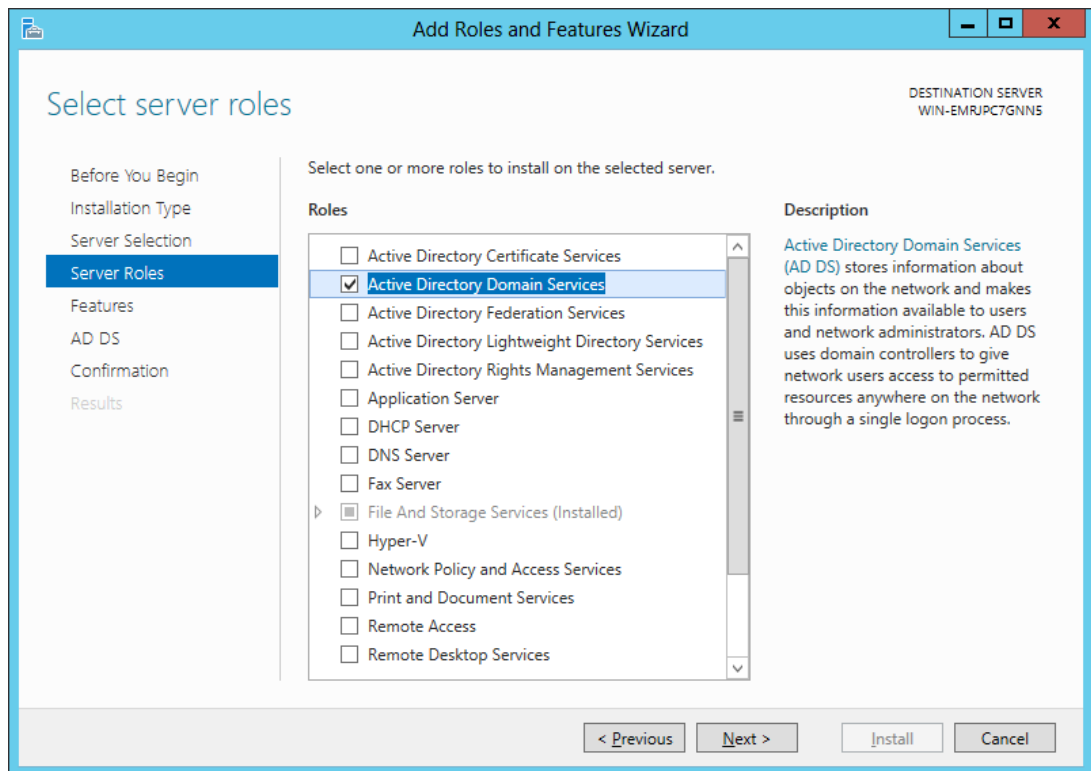 Add Roles and Features Wizard
Select server roles
DESTINATION SERVER
WIN-EMRJPC7GNN5
Before You Begin
Installation Type
Server Selection
Server Roles
Features
AD DS
Confirmation
Results
Select one or more roles to install on the selected server.
Roles
Active Directory Certificate Services
Active Directory Domain Services
Active Directory Federation Services
Active Directory Lightweight Directory Services
Active Directory Rights Management Services
Application Server
DHCP Server
DNS Server
Fax Server
File And Storage Services (Installed)
Hyper-V
Network Policy and Access Services
Print and Document Services
Remote Access
Remote Desktop Services
Description
Active Directory Domain Services
(AD DS) stores information about
objects on the network and makes
this information available to users
and network administrators. AD DS
uses domain controllers to give
network users access to permitted
resources anywhere on the network
through a single logon process.
< Previous
Next >
Install
Cancel